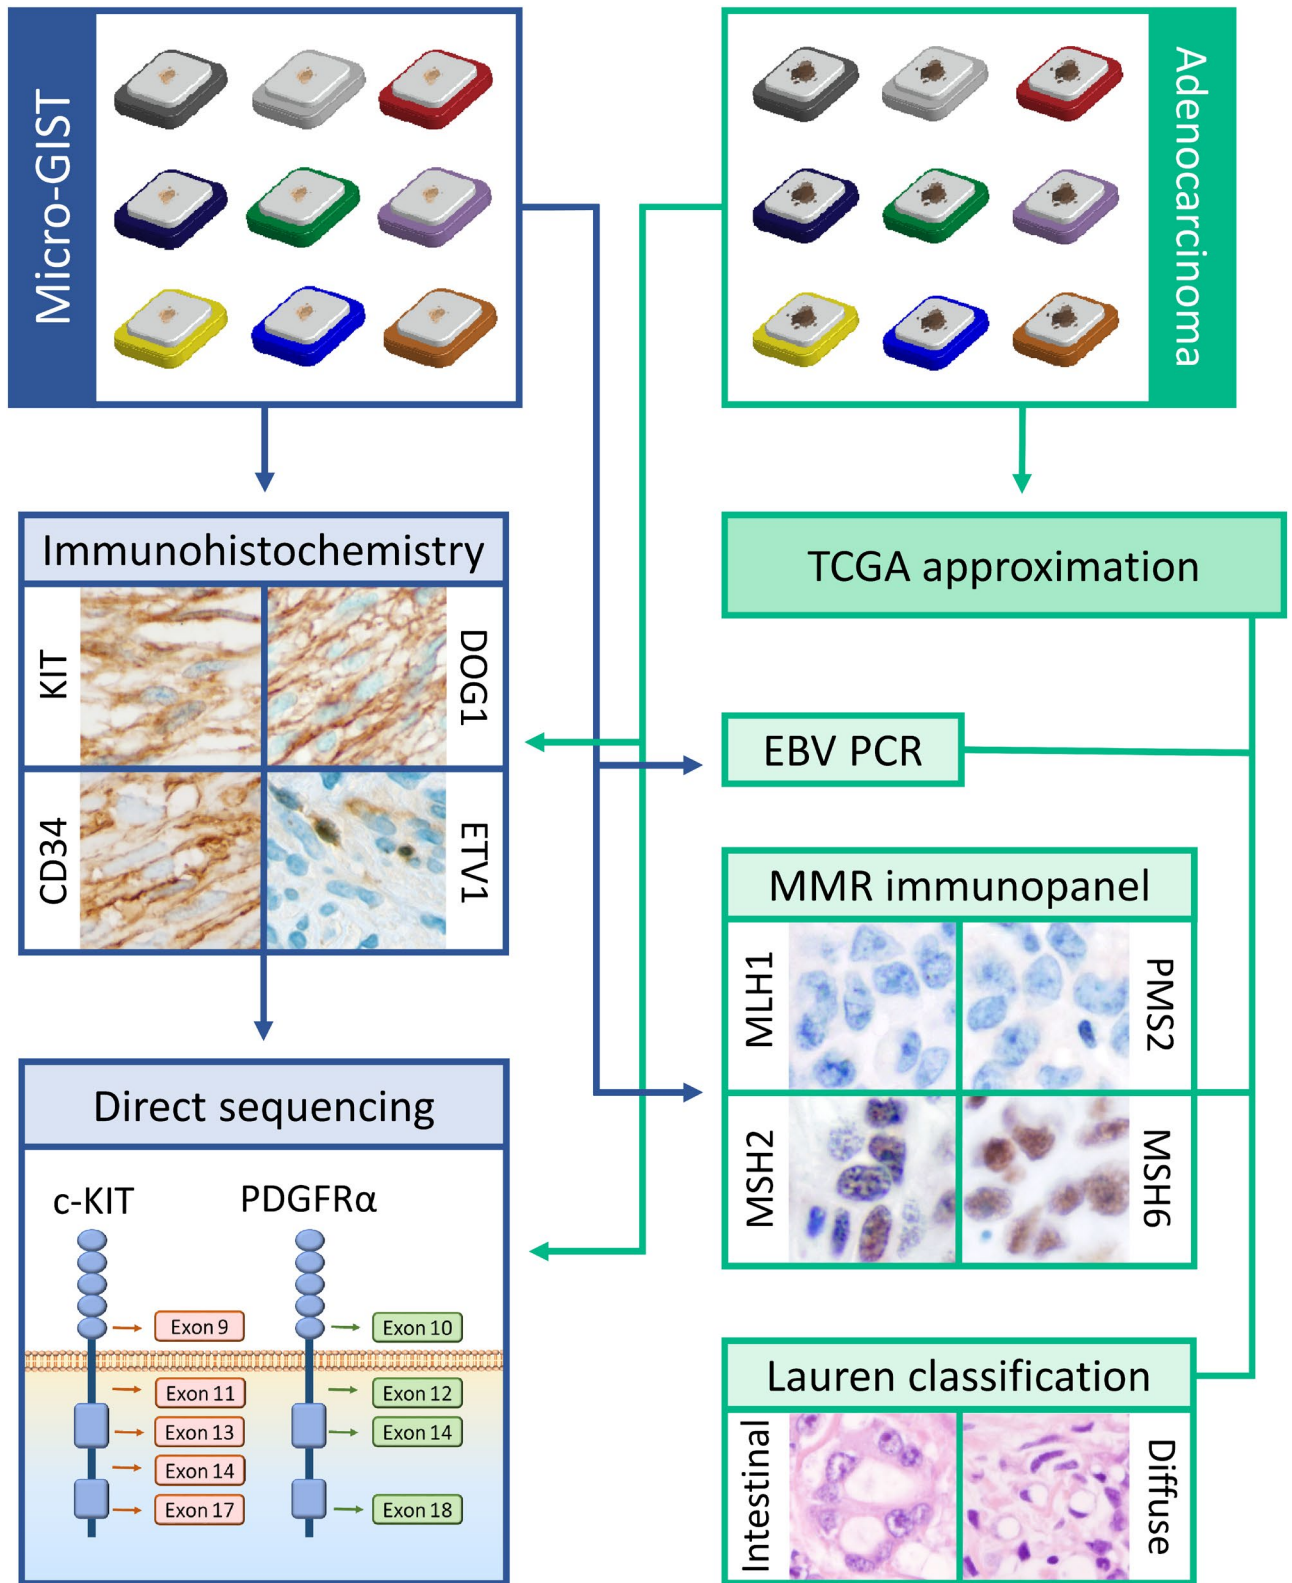 Micro-GIST
Adenocarcinoma
Immunohistochemistry
KIT
DOG1
CD34
ETV1
Direct sequencing
c-KIT
PDGFRα
Exon 9
Exon 10
Exon 11
Exon 12
Exon 13
Exon 14
Exon 14
Exon 17
Exon 18
TCGA approximation
EBV PCR
MMR immunopanel
MLH1
PMS2
MSH2
MSH6
Lauren classification
Intestinal
Diffuse